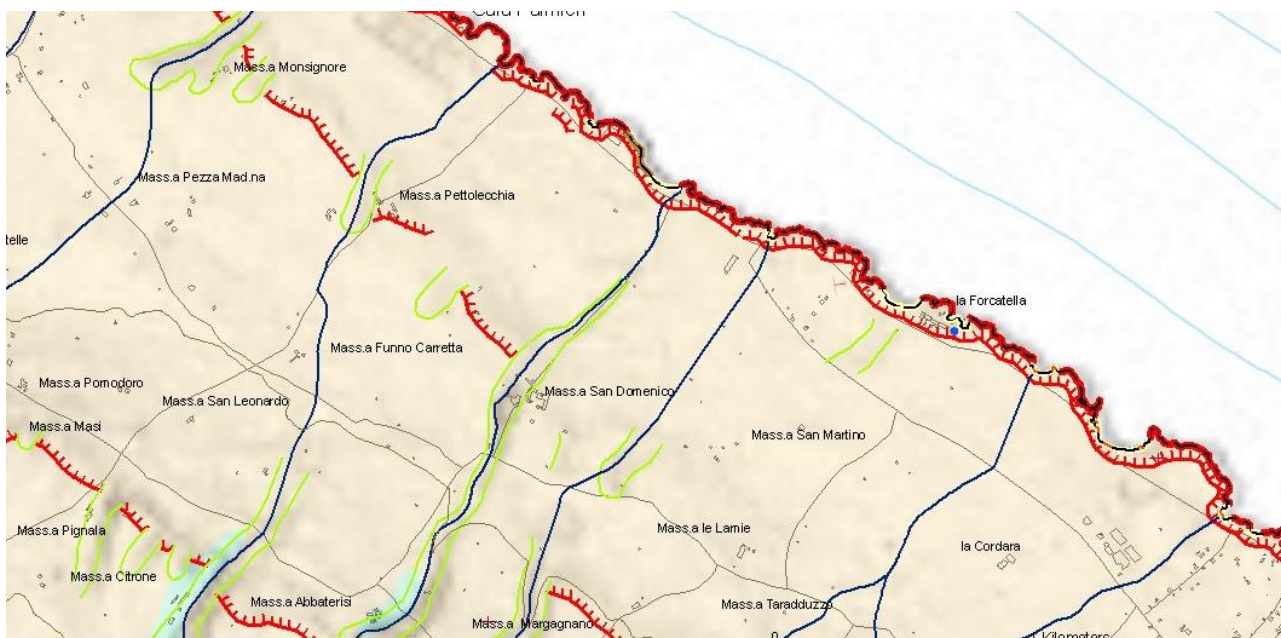 Mass.a Monsignore
Mass.a Pezza Mad.na
Mass.a Pettolecchia
telle
la Forcatella
Mass.a Funno Carretta
Mass.a Pomodoro
Mass.a San Leonardo
Mass.a San Domenico
Mass.a Masi
Mass.a San Martino
Mass.a Pignala
Mass.a le Lamie
la Cordara
Mass.a Citrone
Mass.a Abbaterisi
Mass.a Taradduzzo
Mass.a Margagnano
0
Kilometers